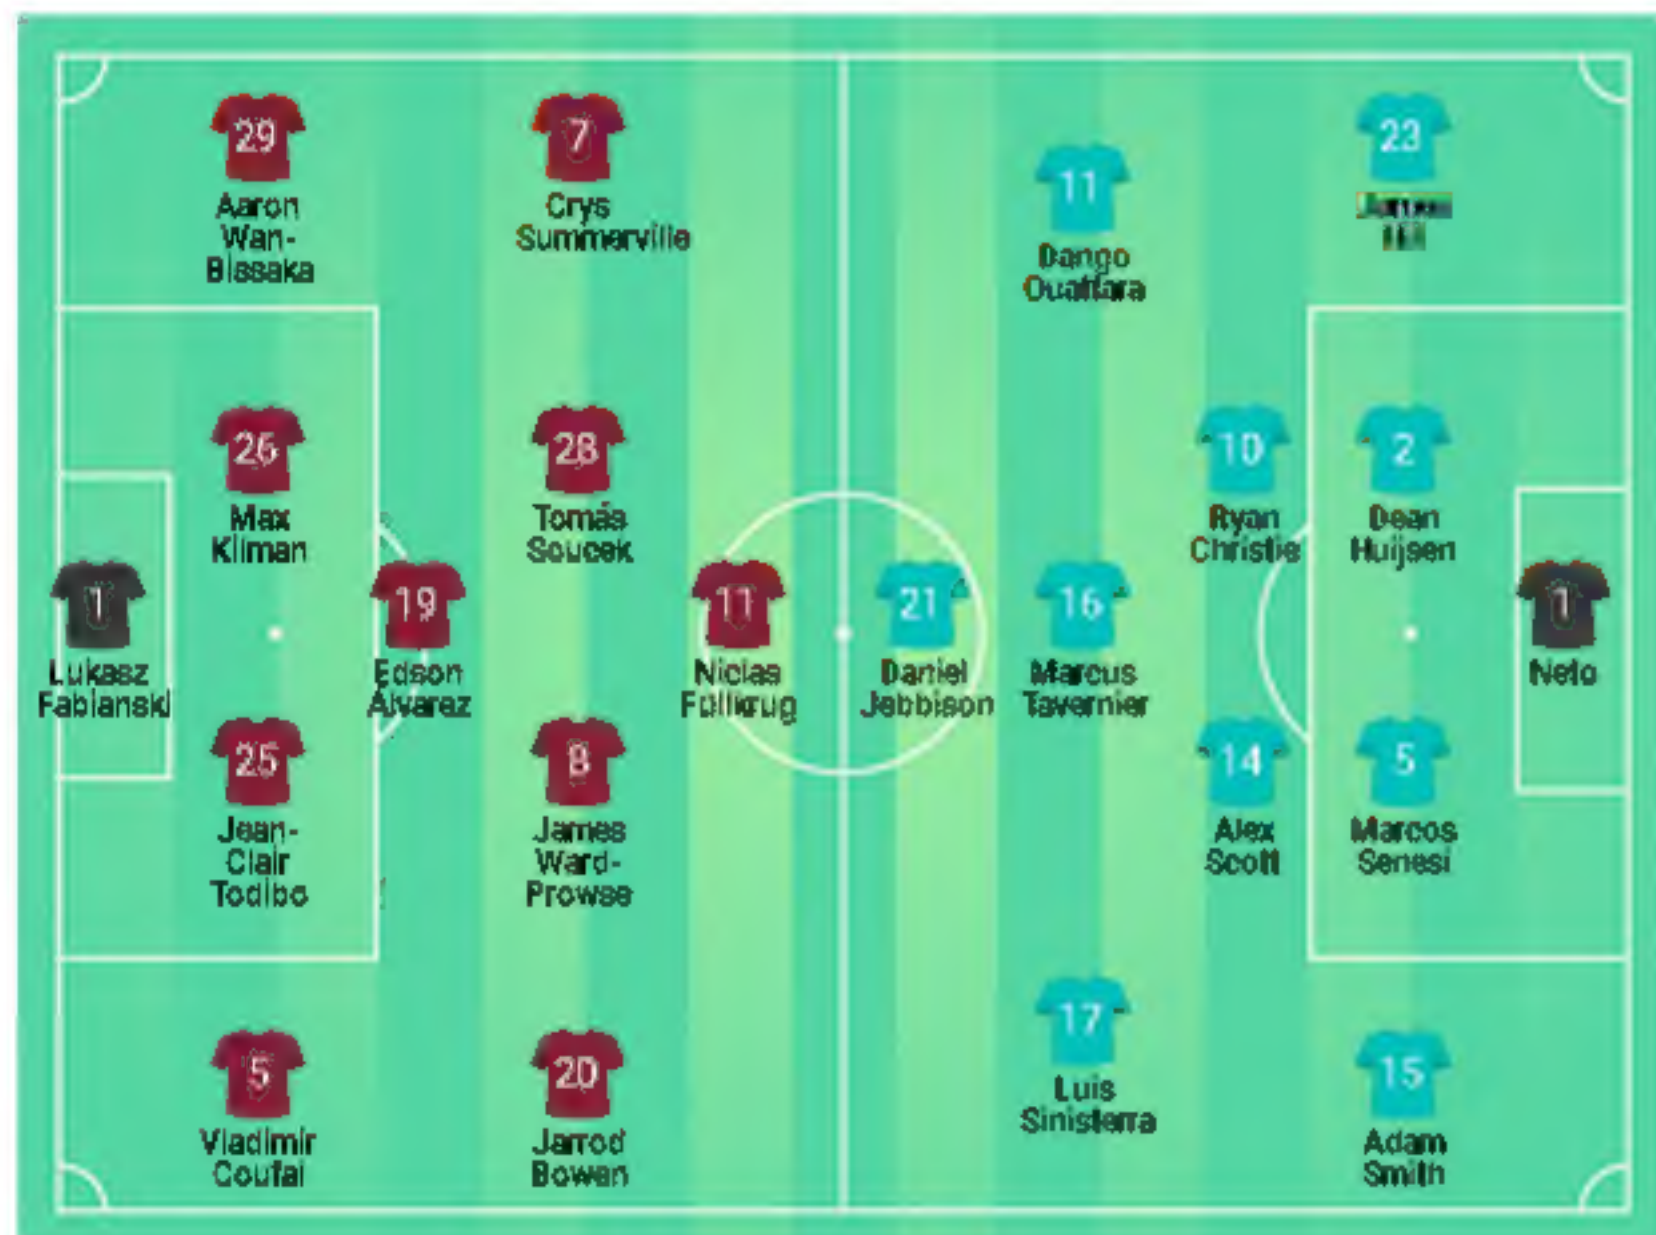 29
Aaron
Wan-
Bissaka
7
Crys
Summerville
11
Dango
Ouattara
23
26
Max
Kilman
28
Tomás
Soucek
10
Ryan
Christie
2
Dean
Huijsen
1
Lukasz
Fabianski
19
Edson
Álvarez
11
Niclas
Füllkrug
21
Daniel
Jebbison
16
Marcus
Tavernier
1
Neto
25
Jean-
Clair
Todibo
8
James
Ward-
Prowse
14
Alex
Scott
5
Marcos
Senesi
5
Vladimir
Coufal
20
Jarrod
Bowen
17
Luis
Sinisterra
15
Adam
Smith